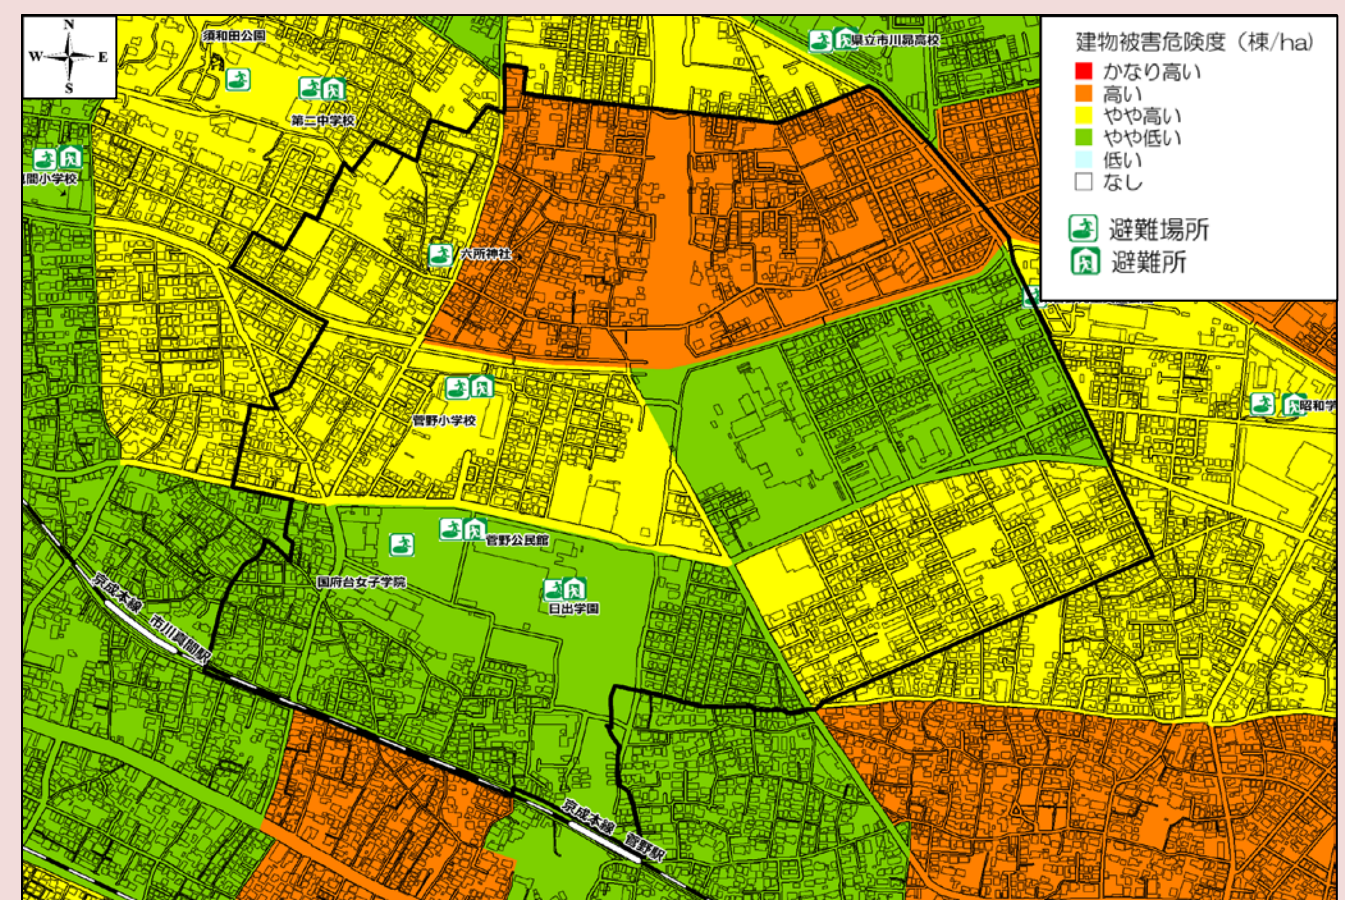 N
W E
S
須和田公園
第二中学校
県立市川昴高校
間小学校
六所神社
菅野小学校
昭和学
菅野公民館
国府台女子学院
日出学園
京成本線 市川真間駅
京成本線 菅野駅
建物被害危険度（棟/ha）
かなり高い
高い
やや高い
やや低い
低い
なし
避難場所
避難所